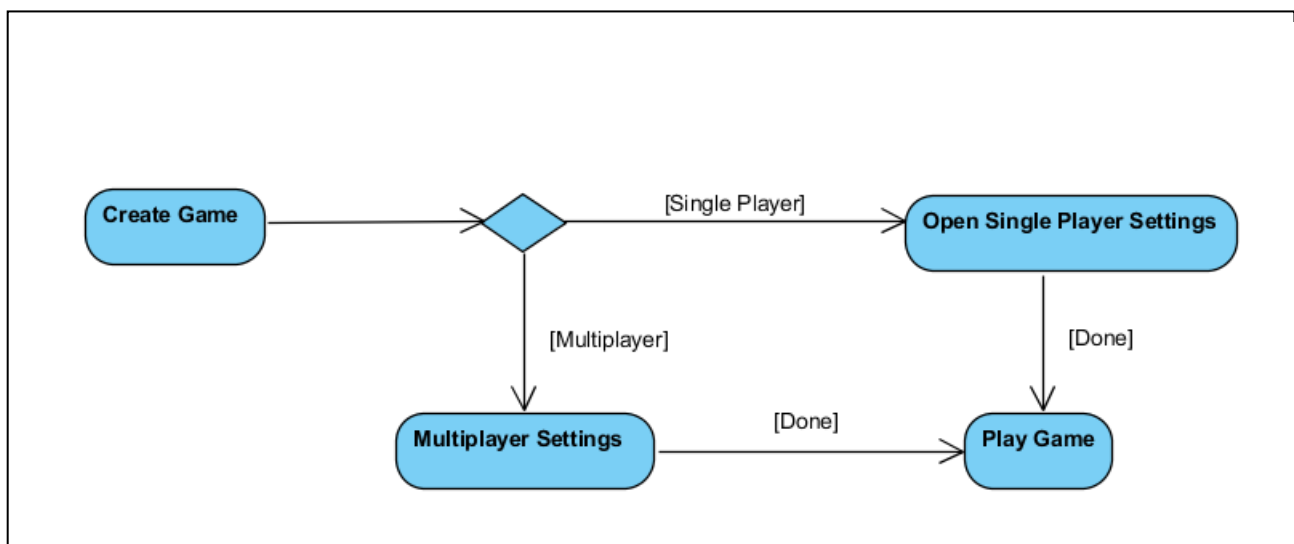 [Single Player]
Create Game
Open Single Player Settings
[Multiplayer]
[Done]
[Done]
Multiplayer Settings
Play Game